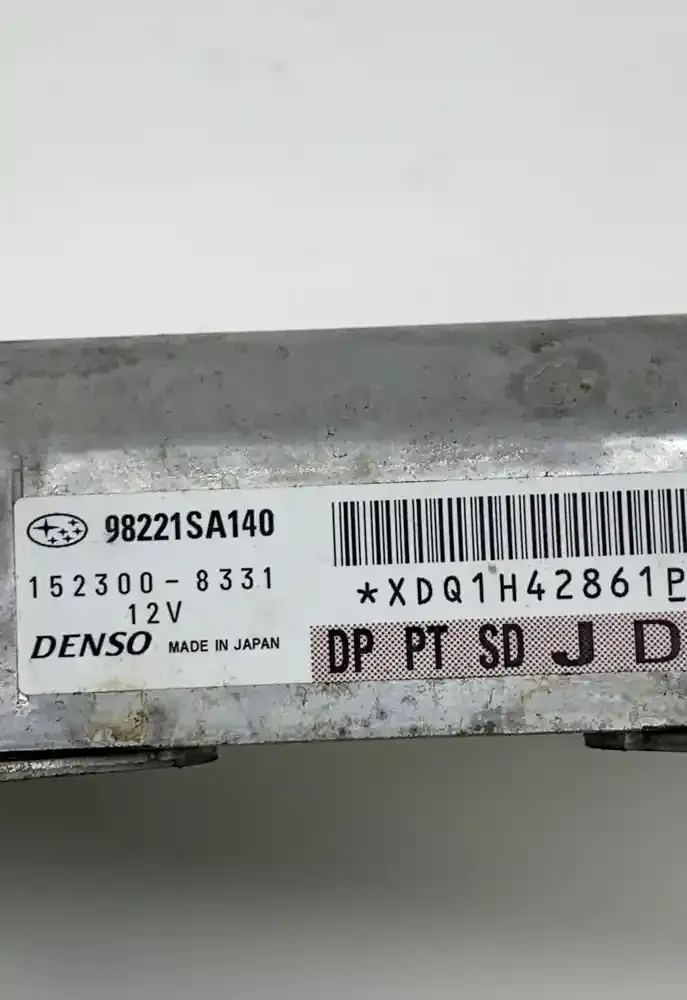 98221SA140
152300-8331
12V
DENSO MADE IN JAPAN
*XDQ1H42861P
DP PT SD J D